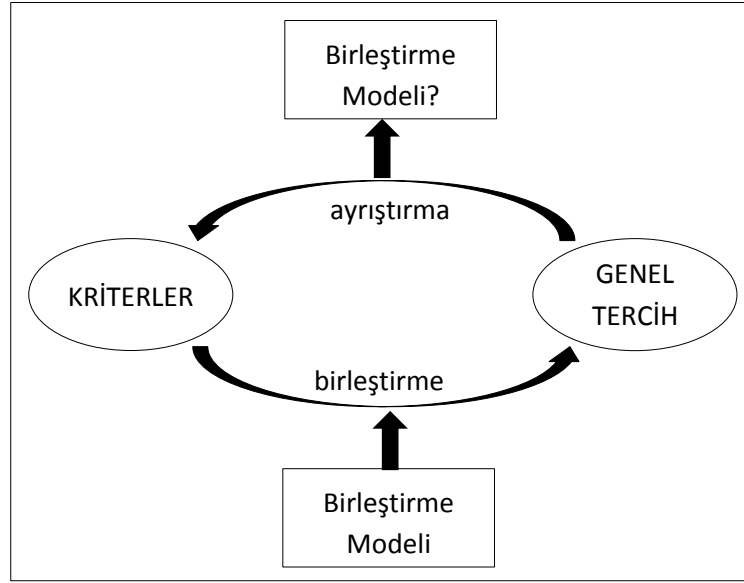 Birleştirme
Modeli?
ayrıştırma
KRİTERLER
GENEL
TERCİH
birleştirme
Birleştirme
Modeli